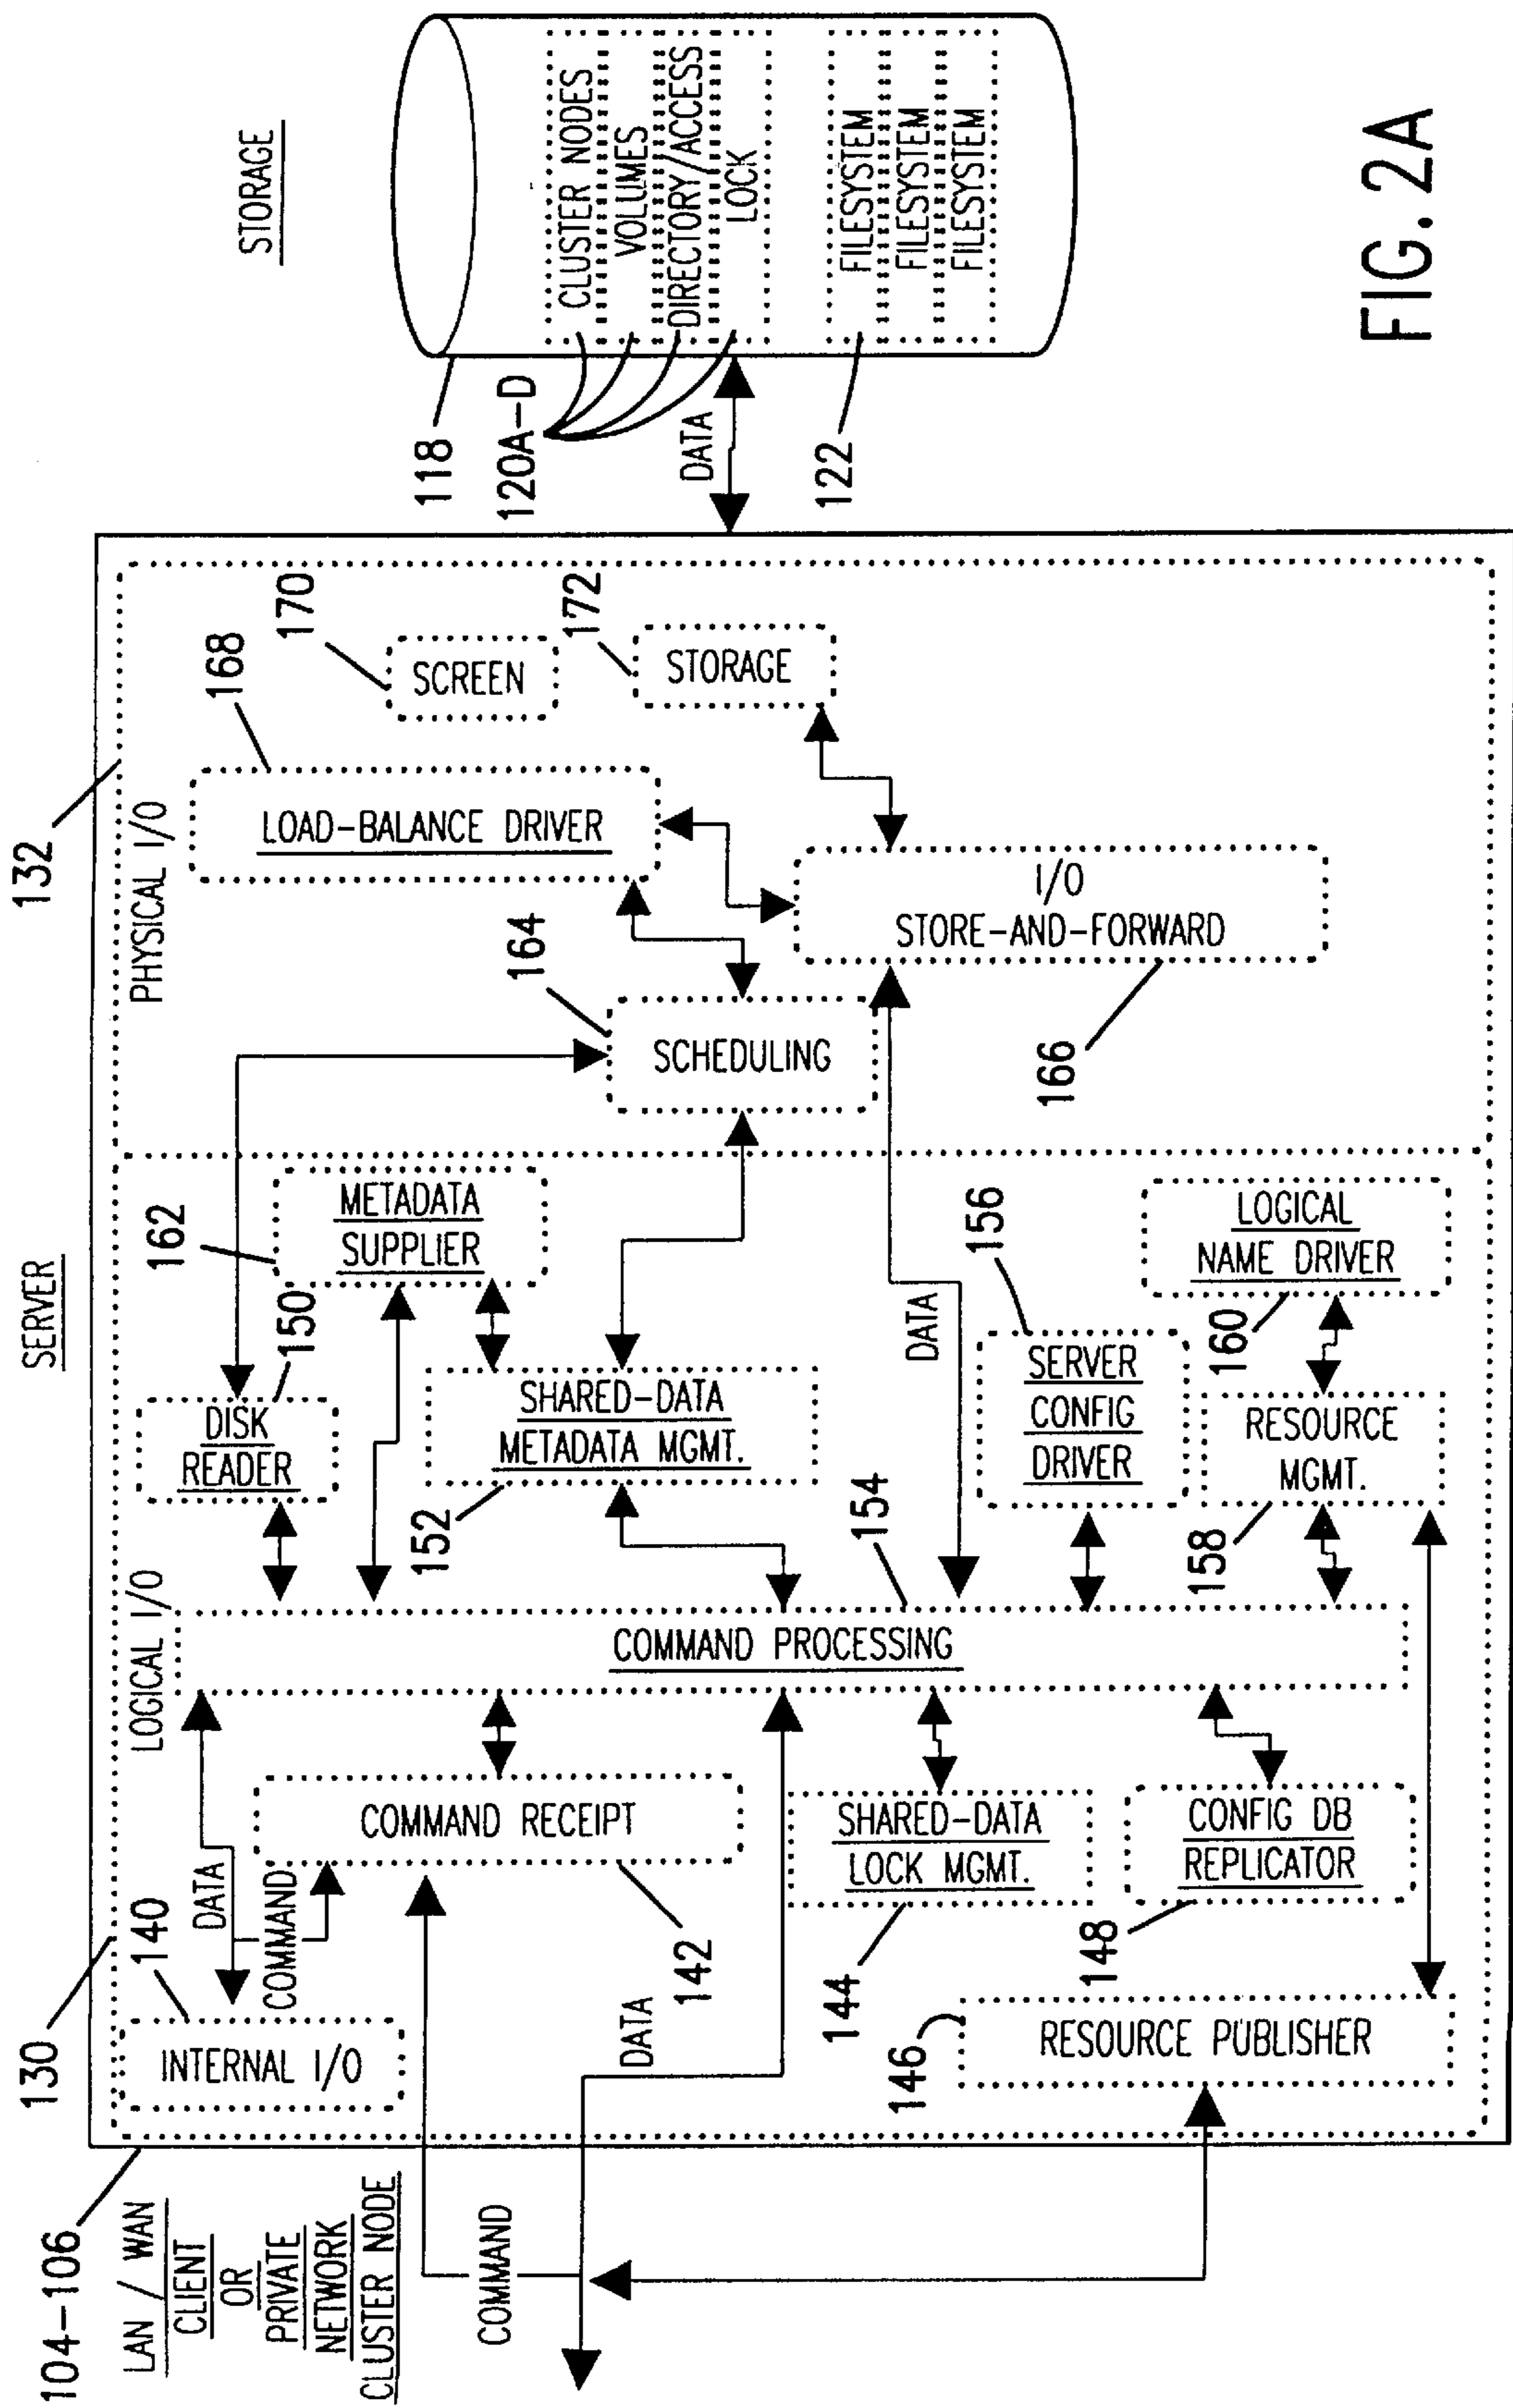 SERVER
STORAGE
104-106
LAN / WAN
CLIENT
OR
PRIVATE
NETWORK
CLUSTER NODE
COMMAND
130
LOGICAL I/O
132
PHYSICAL I/O
140
INTERNAL I/O
DATA
COMMAND
COMMAND RECEIPT
142
DATA
SHARED-DATA
LOCK MGMT.
144
CONFIG DB
REPLICATOR
148
146
RESOURCE PUBLISHER
COMMAND PROCESSING
154
DISK
READER
150
METADATA
SUPPLIER
162
SHARED-DATA
METADATA MGMT.
152
DATA
SERVER
CONFIG
DRIVER
156
RESOURCE
MGMT.
158
LOGICAL
NAME DRIVER
160
SCHEDULING
164
LOAD-BALANCE DRIVER
168
I/O
STORE-AND-FORWARD
166
SCREEN
170
STORAGE
172
DATA
118
120A-D
CLUSTER NODES
VOLUMES
DIRECTORY/ACCESS
LOCK
122
FILESYSTEM
FILESYSTEM
FILESYSTEM
FIG. 2A